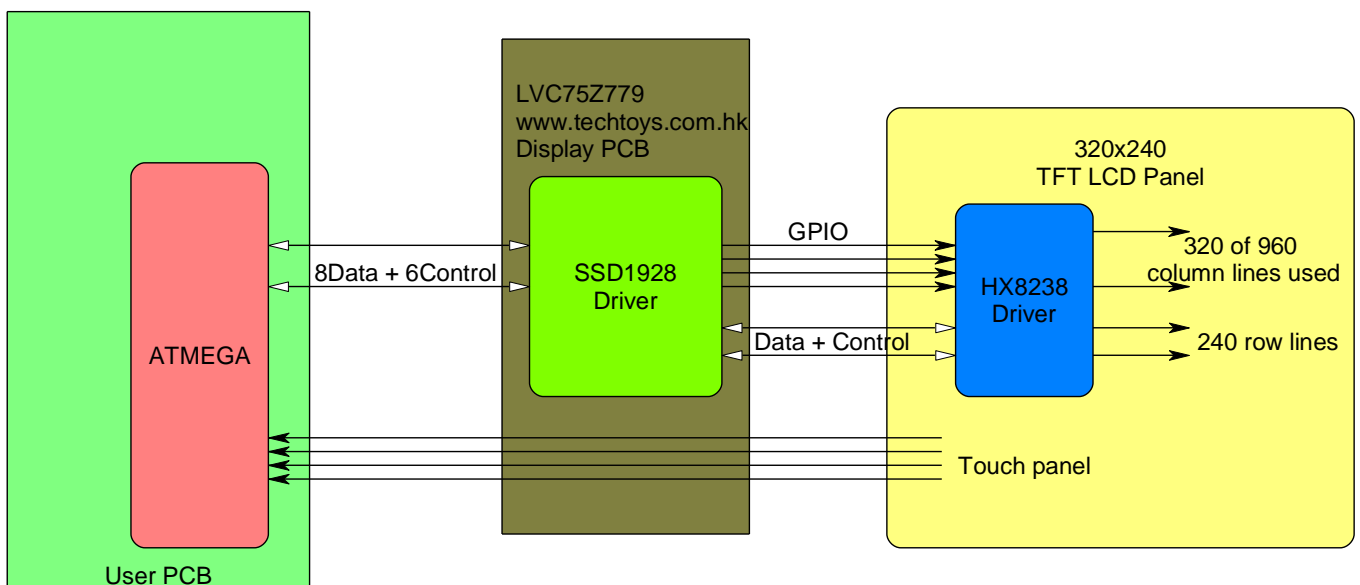 LVC75Z779
www.techtoys.com.hk
Display PCB
320x240
TFT LCD Panel
ATMEGA
8Data + 6Control
SSD1928
Driver
GPIO
Data + Control
HX8238
Driver
320 of 960
column lines used
240 row lines
Touch panel
User PCB